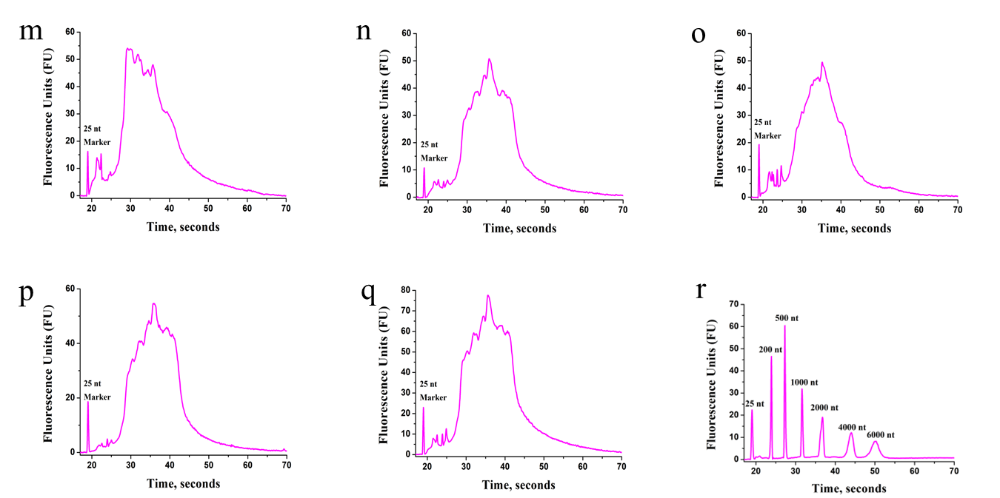 m
Fluorescence Units (FU)
60
50
40
30
20
10
0
25 nt
Marker
20 30 40 50 60 70
Time, seconds
n
Fluorescence Units (FU)
60
50
40
30
20
10
0
25 nt
Marker
20 30 40 50 60 70
Time, seconds
o
Fluorescence Units (FU)
60
50
40
30
20
10
0
25 nt
Marker
20 30 40 50 60 70
Time, seconds
p
Fluorescence Units (FU)
60
40
20
0
25 nt
Marker
20 30 40 50 60 70
Time, seconds
q
Fluorescence Units (FU)
80
70
60
50
40
30
20
10
0
25 nt
Marker
20 30 40 50 60 70
Time, seconds
r
Fluorescence Units (FU)
70
60
50
40
30
20
10
0
25 nt
200 nt
500 nt
1000 nt
2000 nt
4000 nt
6000 nt
20 30 40 50 60 70
Time, seconds